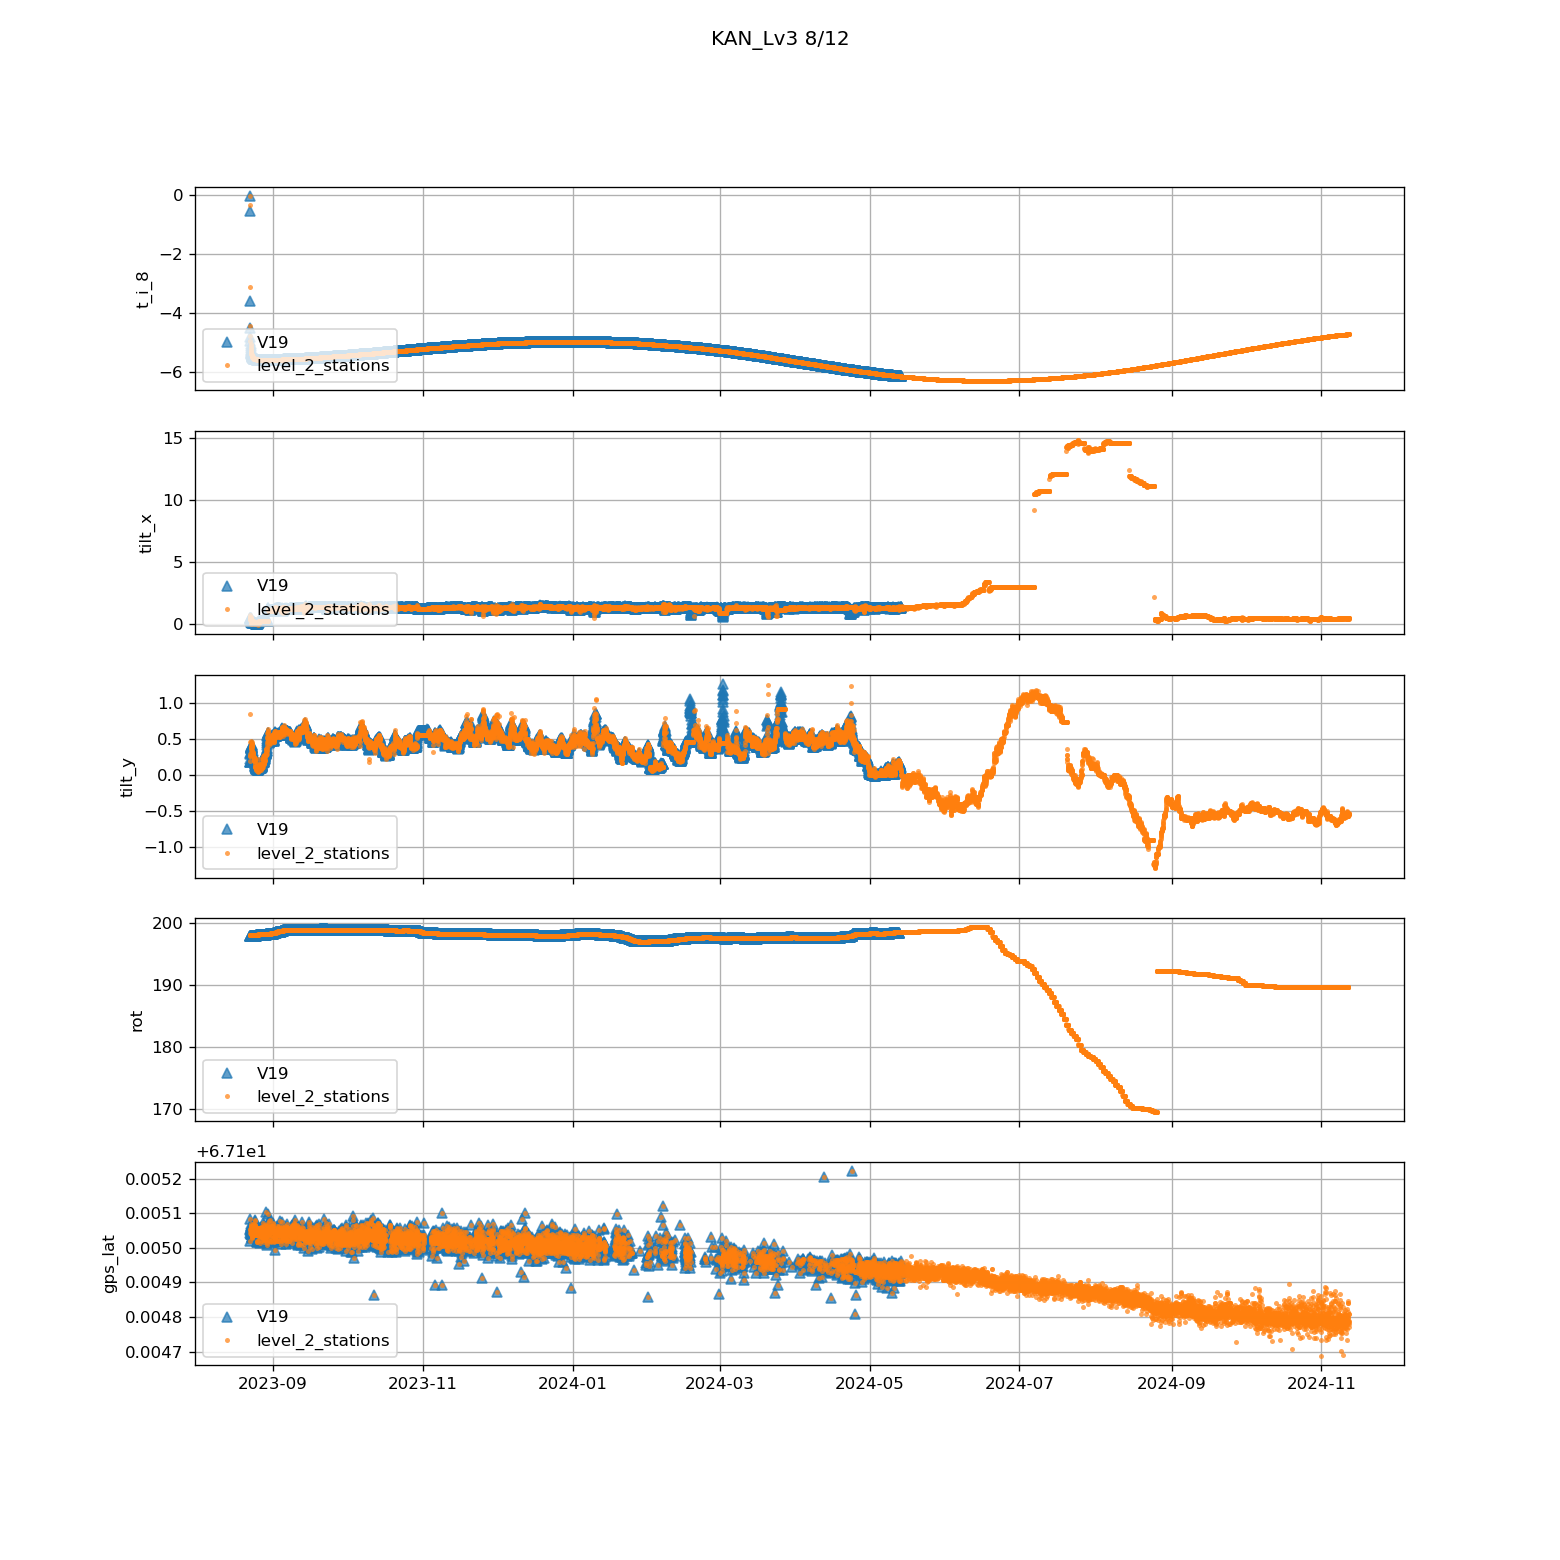 KAN_Lv3 8/12
0
−2
−4
−6
t_i_8
V19
level_2_stations
15
10
5
0
tilt_x
V19
level_2_stations
1.0
0.5
0.0
−0.5
−1.0
tilt_y
V19
level_2_stations
200
190
180
170
rot
V19
level_2_stations
+6.71e1
0.0052
0.0051
0.0050
0.0049
0.0048
0.0047
gps_lat
V19
level_2_stations
2023-09 2023-11 2024-01 2024-03 2024-05 2024-07 2024-09 2024-11